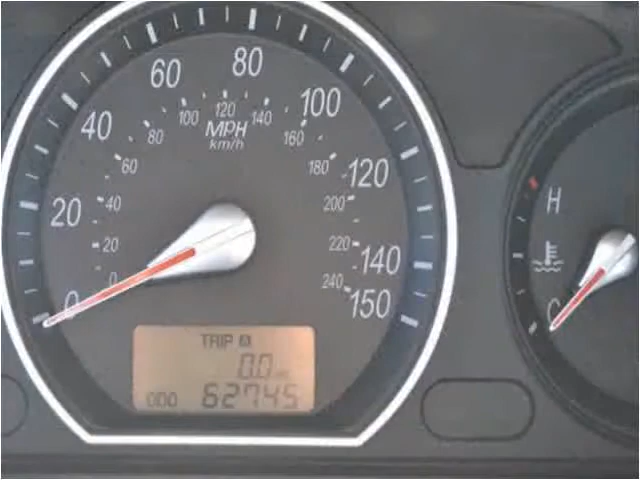 60 80
40 100
80 100 120 140 160
MPH
km/h
60 180 120
20 40 200
20 220 140
0 0 240 150
H
C
TRIP A
0.0
ODO 62745